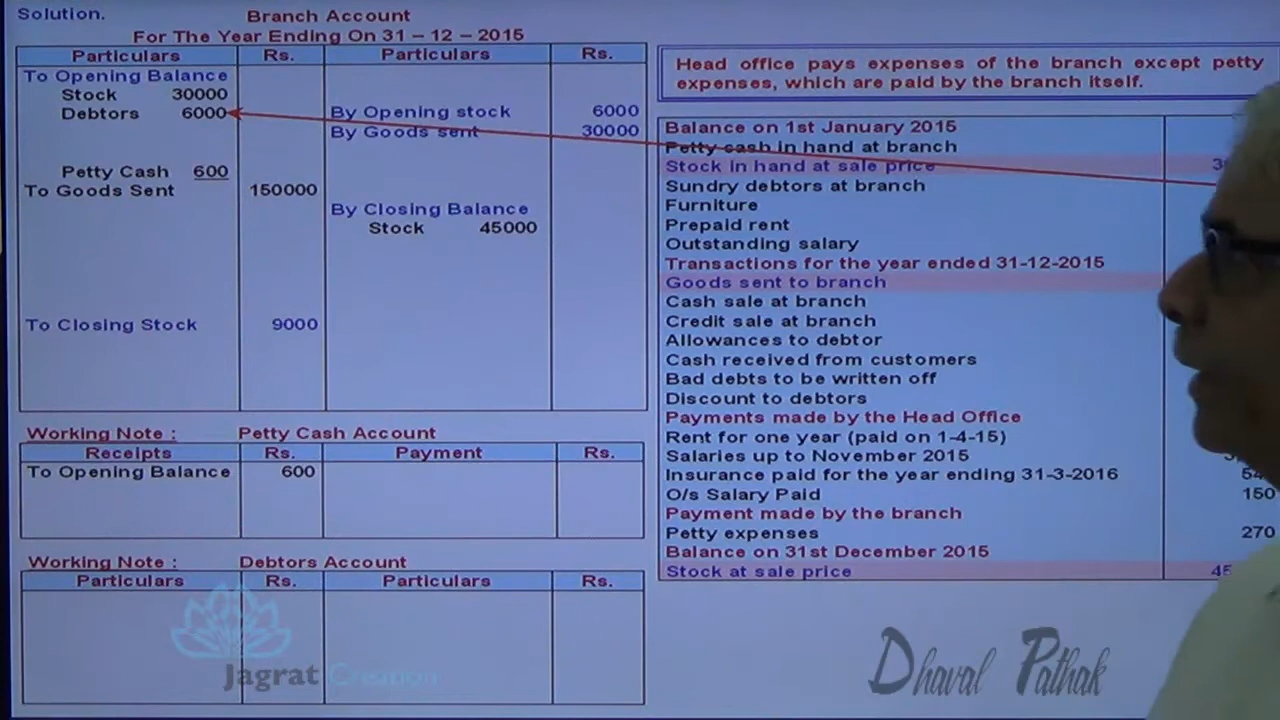 Solution.
Branch Account
For The Year Ending On 31 – 12 – 2015
Particulars Rs. Particulars Rs.
To Opening Balance
Stock 30000
Debtors 6000 By Opening stock 6000
By Goods sent 30000
Petty Cash 600
To Goods Sent 150000
By Closing Balance
Stock 45000
To Closing Stock 9000
Working Note : Petty Cash Account
Receipts Rs. Payment Rs.
To Opening Balance 600
Working Note : Debtors Account
Particulars Rs. Particulars Rs.
Head office pays expenses of the branch except petty
expenses, which are paid by the branch itself.
Balance on 1st January 2015
Petty cash in hand at branch
Stock in hand at sale price
Sundry debtors at branch
Furniture
Prepaid rent
Outstanding salary
Transactions for the year ended 31-12-2015
Goods sent to branch
Cash sale at branch
Credit sale at branch
Allowances to debtor
Cash received from customers
Bad debts to be written off
Discount to debtors
Payments made by the Head Office
Rent for one year (paid on 1-4-15)
Salaries up to November 2015
Insurance paid for the year ending 31-3-2016
O/s Salary Paid 150
Payment made by the branch
Petty expenses 270
Balance on 31st December 2015
Stock at sale price
Jagrat Creation
Dhaval Pathak